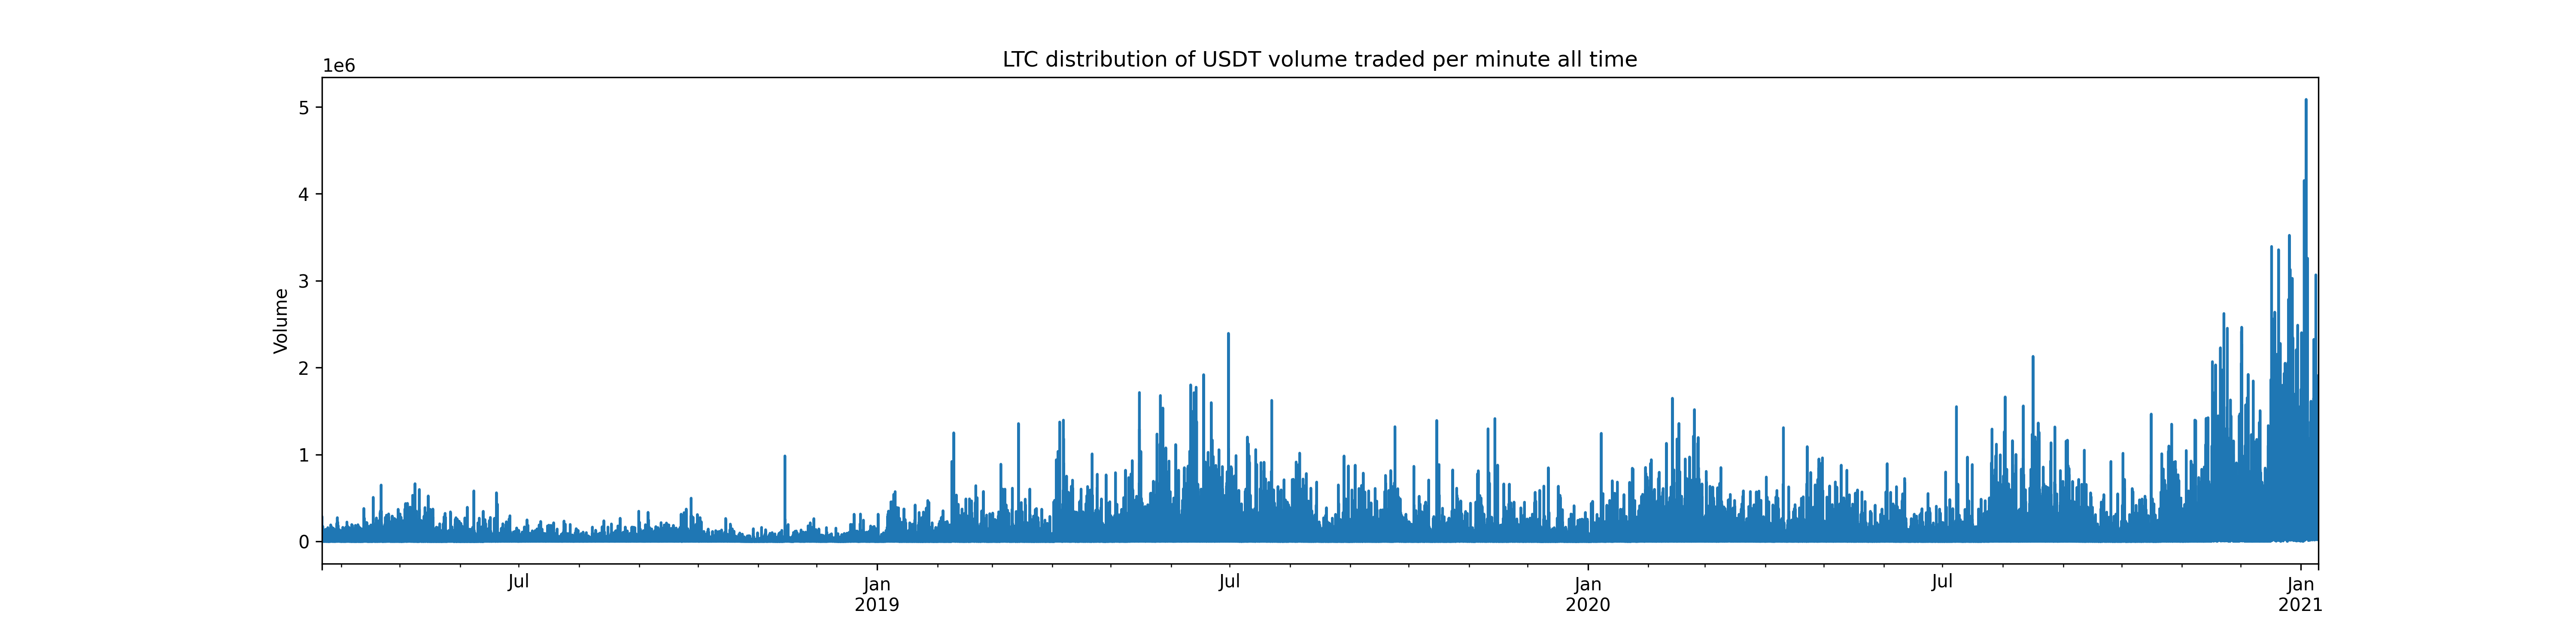 LTC distribution of USDT volume traded per minute all time
1e6
5
4
3
2
1
0
Volume
Jul
Jan
2019
Jul
Jan
2020
Jul
Jan
2021